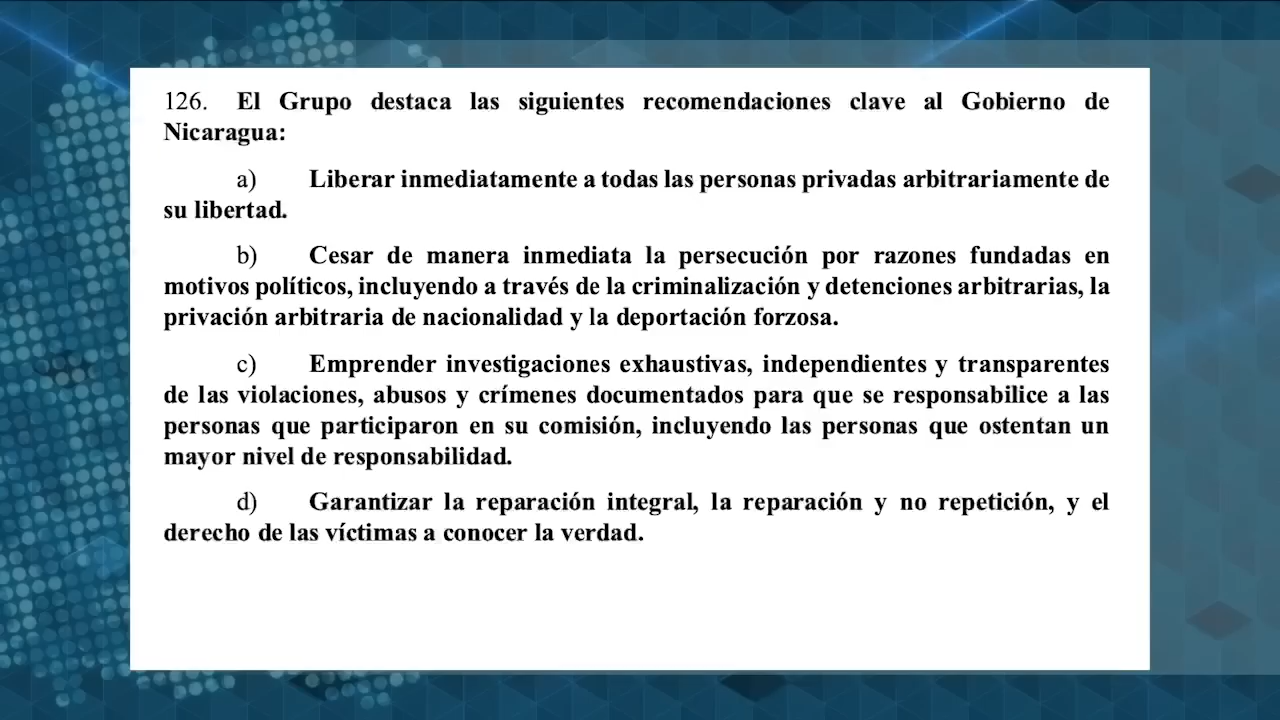 126. El Grupo destaca las siguientes recomendaciones clave al Gobierno de
Nicaragua:
a) Liberar inmediatamente a todas las personas privadas arbitrariamente de
su libertad.
b) Cesar de manera inmediata la persecución por razones fundadas en
motivos políticos, incluyendo a través de la criminalización y detenciones arbitrarias, la
privación arbitraria de nacionalidad y la deportación forzosa.
c) Emprender investigaciones exhaustivas, independientes y transparentes
de las violaciones, abusos y crímenes documentados para que se responsabilice a las
personas que participaron en su comisión, incluyendo las personas que ostentan un
mayor nivel de responsabilidad.
d) Garantizar la reparación integral, la reparación y no repetición, y el
derecho de las víctimas a conocer la verdad.